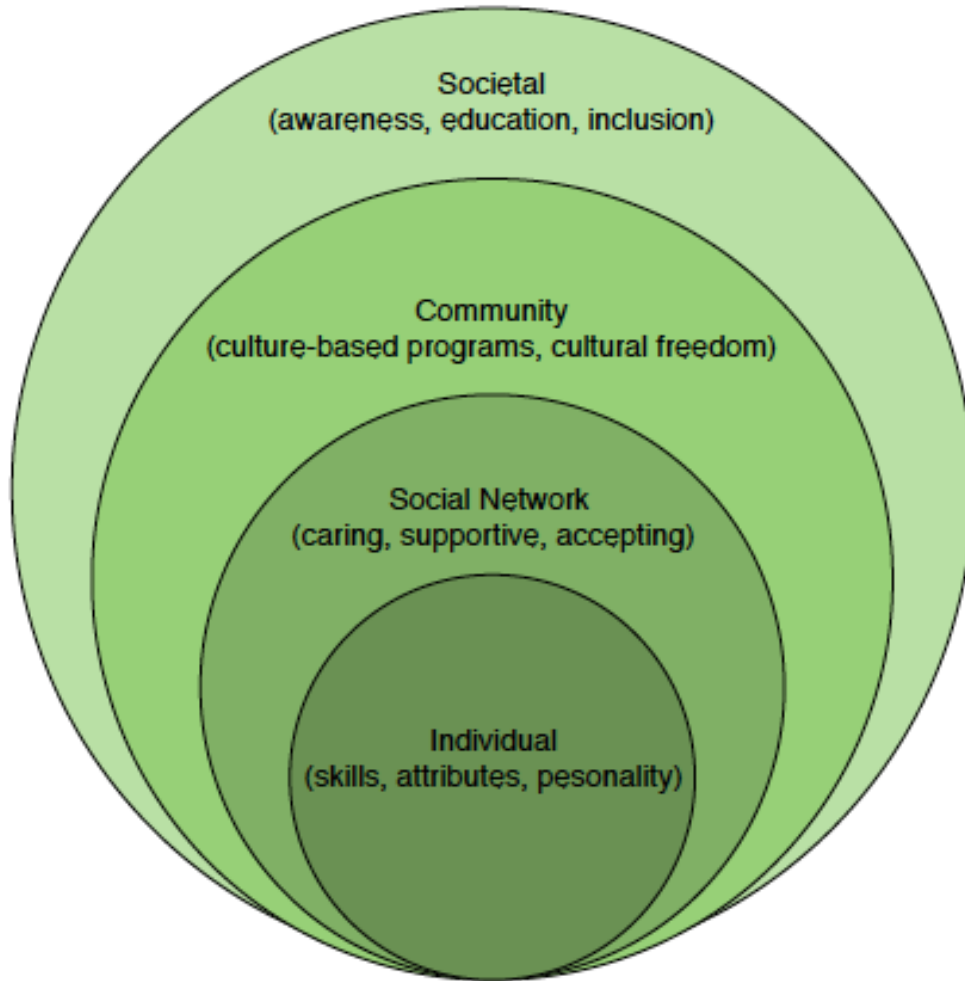 Societal
(awareness, education, inclusion)
Community
(culture-based programs, cultural freedom)
Social Network
(caring, supportive, accepting)
Individual
(skills, attributes, pesonality)